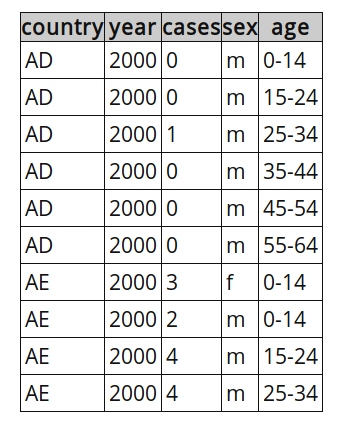 country year cases sex age
AD 2000 0 m 0-14
AD 2000 0 m 15-24
AD 2000 1 m 25-34
AD 2000 0 m 35-44
AD 2000 0 m 45-54
AD 2000 0 m 55-64
AE 2000 3 f 0-14
AE 2000 2 m 0-14
AE 2000 4 m 15-24
AE 2000 4 m 25-34